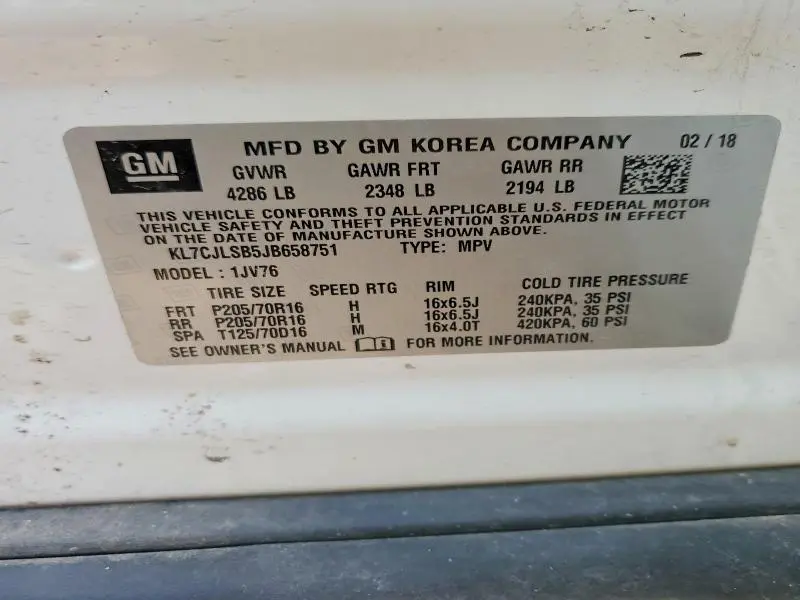 GM
MFD BY GM KOREA COMPANY 02 / 18
GVWR GAWR FRT GAWR RR
4286 LB 2348 LB 2194 LB
THIS VEHICLE CONFORMS TO ALL APPLICABLE U.S. FEDERAL MOTOR
VEHICLE SAFETY AND THEFT PREVENTION STANDARDS IN EFFECT
ON THE DATE OF MANUFACTURE SHOWN ABOVE.
KL7CJLSB5JB658751 TYPE: MPV
MODEL : 1JV76
TIRE SIZE SPEED RTG RIM COLD TIRE PRESSURE
FRT P205/70R16 H 16x6.5J 240KPA, 35 PSI
RR P205/70R16 H 16x6.5J 240KPA, 35 PSI
SPA T125/70D16 M 16x4.0T 420KPA, 60 PSI
SEE OWNER'S MANUAL FOR MORE INFORMATION.